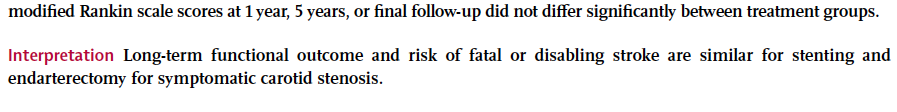 modified Rankin scale scores at 1 year, 5 years, or final follow-up did not differ significantly between treatment groups.
Interpretation Long-term functional outcome and risk of fatal or disabling stroke are similar for stenting and
endarterectomy for symptomatic carotid stenosis.